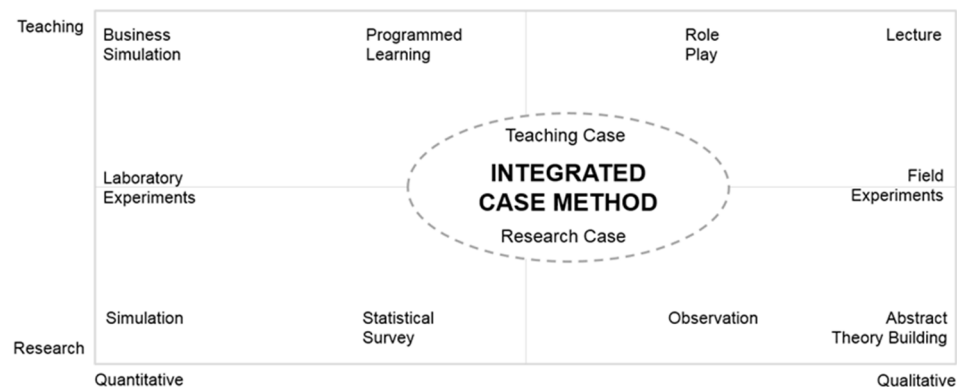 Teaching
Business
Simulation
Programmed
Learning
Role
Play
Lecture
Teaching Case
INTEGRATED
CASE METHOD
Research Case
Laboratory
Experiments
Field
Experiments
Simulation
Statistical
Survey
Observation
Abstract
Theory Building
Research
Quantitative
Qualitative